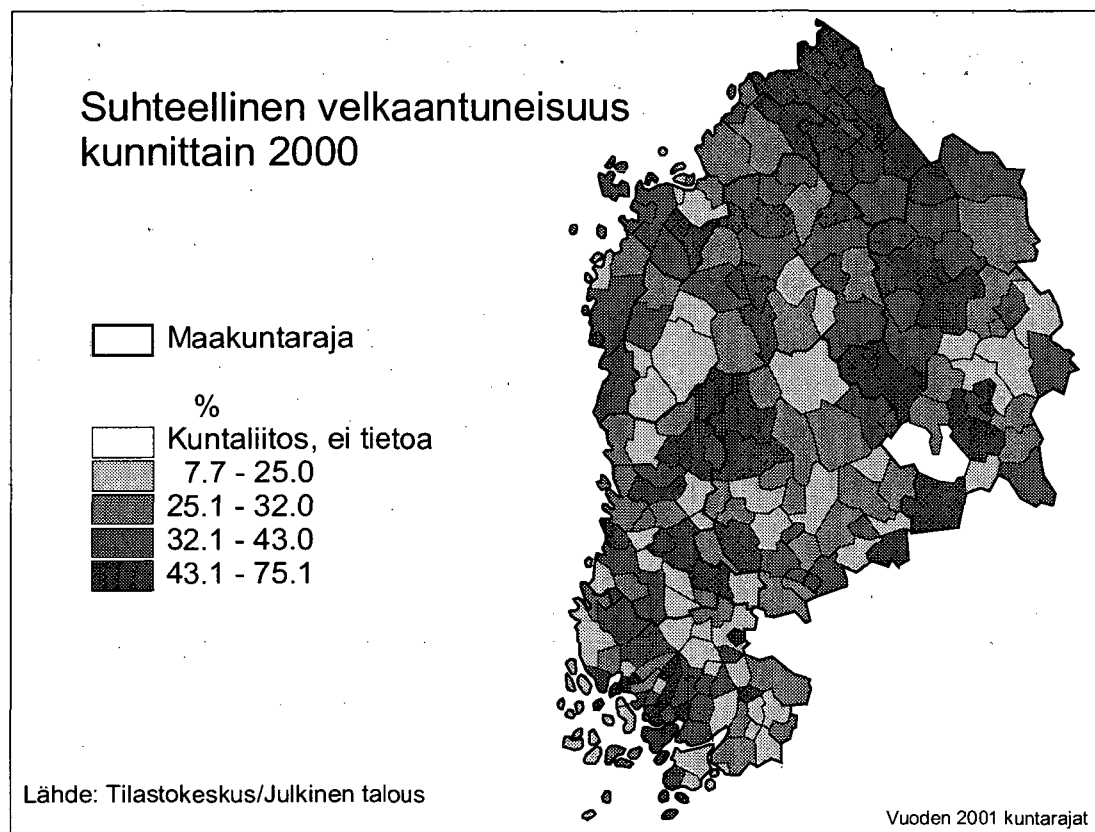 Suhteellinen velkaantuneisuus
kunnittain 2000
Maakuntaraja
%
Kuntaliitos, ei tietoa
7.7 - 25.0
25.1 - 32.0
32.1 - 43.0
43.1 - 75.1
Lähde: Tilastokeskus/Julkinen talous
Vuoden 2001 kuntarajat